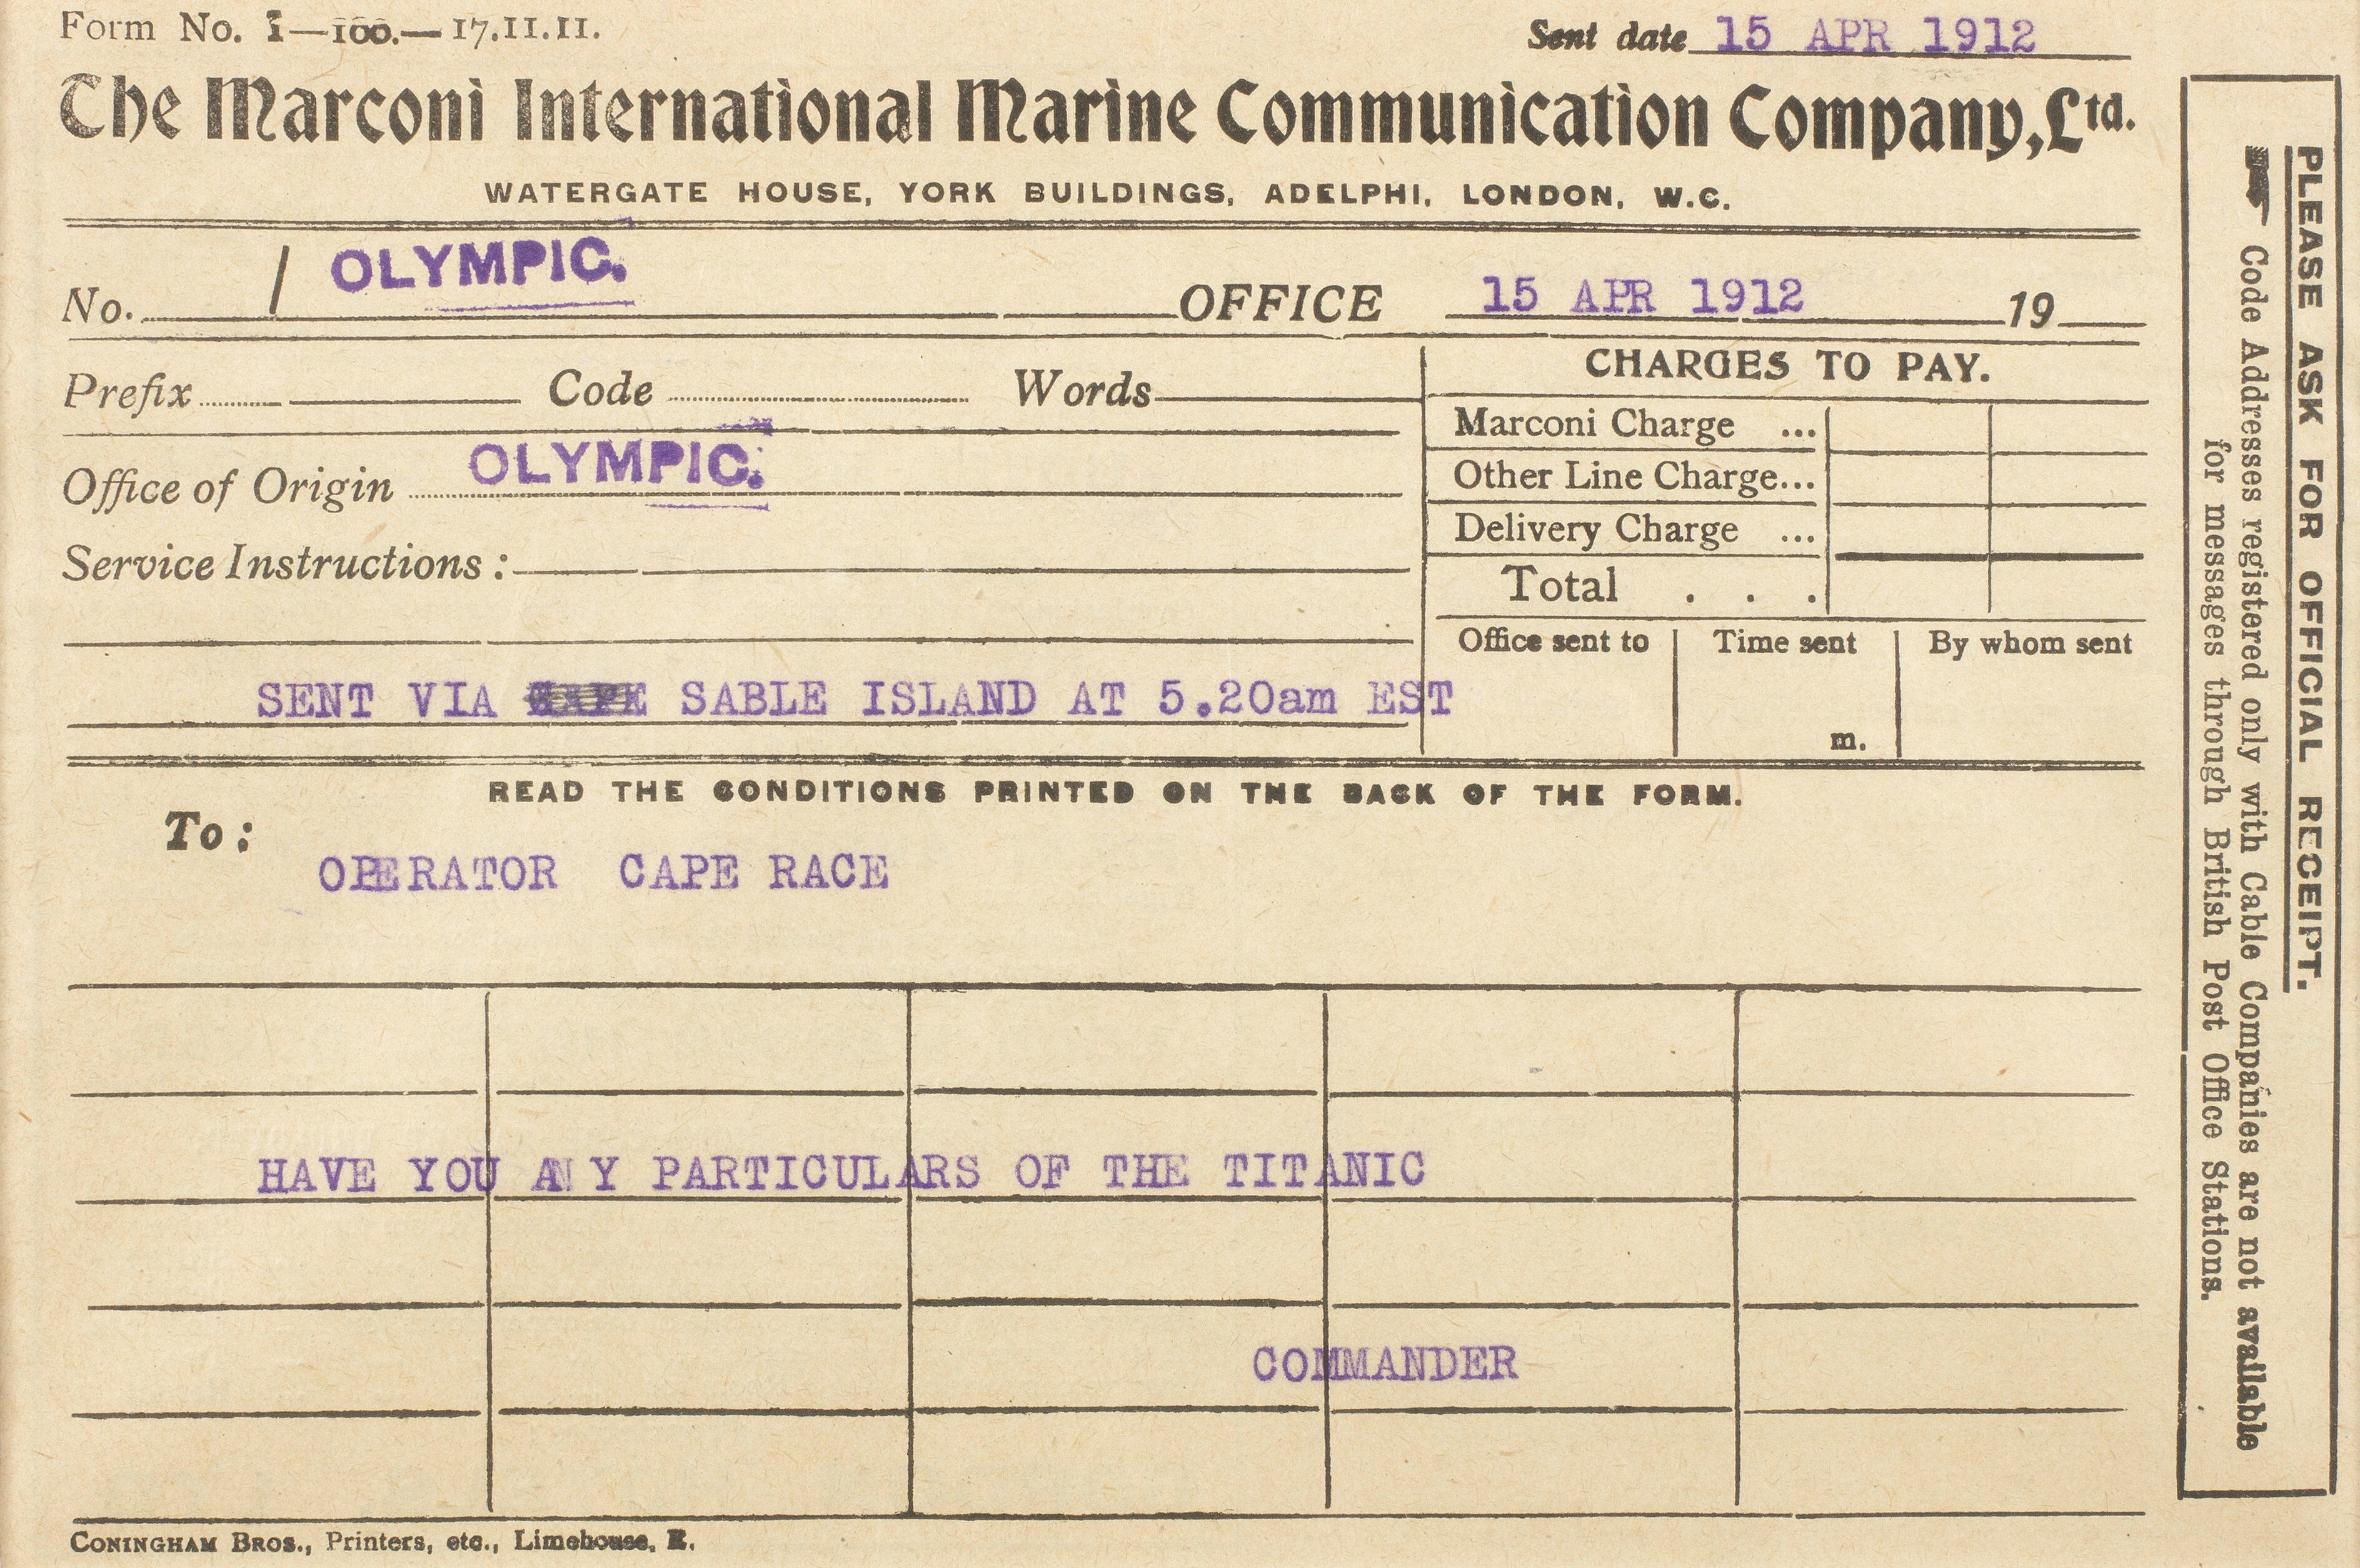 Form No. 1—100.—17.11.11.
Sent date 15 APR 1912
The Marconi International Marine Communication Company, Ltd.
WATERGATE HOUSE, YORK BUILDINGS, ADELPHI, LONDON, W.C.
No. 1 OLYMPIC. OFFICE 15 APR 1912 19
Prefix Code Words
CHARGES TO PAY.
Marconi Charge ...
Other Line Charge...
Delivery Charge ...
Total . . .
Office of Origin OLYMPIC.
Service Instructions :
Office sent to Time sent By whom sent
m.
SENT VIA SABLE ISLAND AT 5.20am EST
READ THE CONDITIONS PRINTED ON THE BACK OF THE FORM.
To :
OPERATOR CAPE RACE
HAVE YOU ANY PARTICULARS OF THE TITANIC
COMMANDER
CONINGHAM BROS., Printers, etc., Limehouse, E.
PLEASE ASK FOR OFFICIAL RECEIPT.
Code Addresses registered only with Cable Companies are not available
for messages through British Post Office Stations.